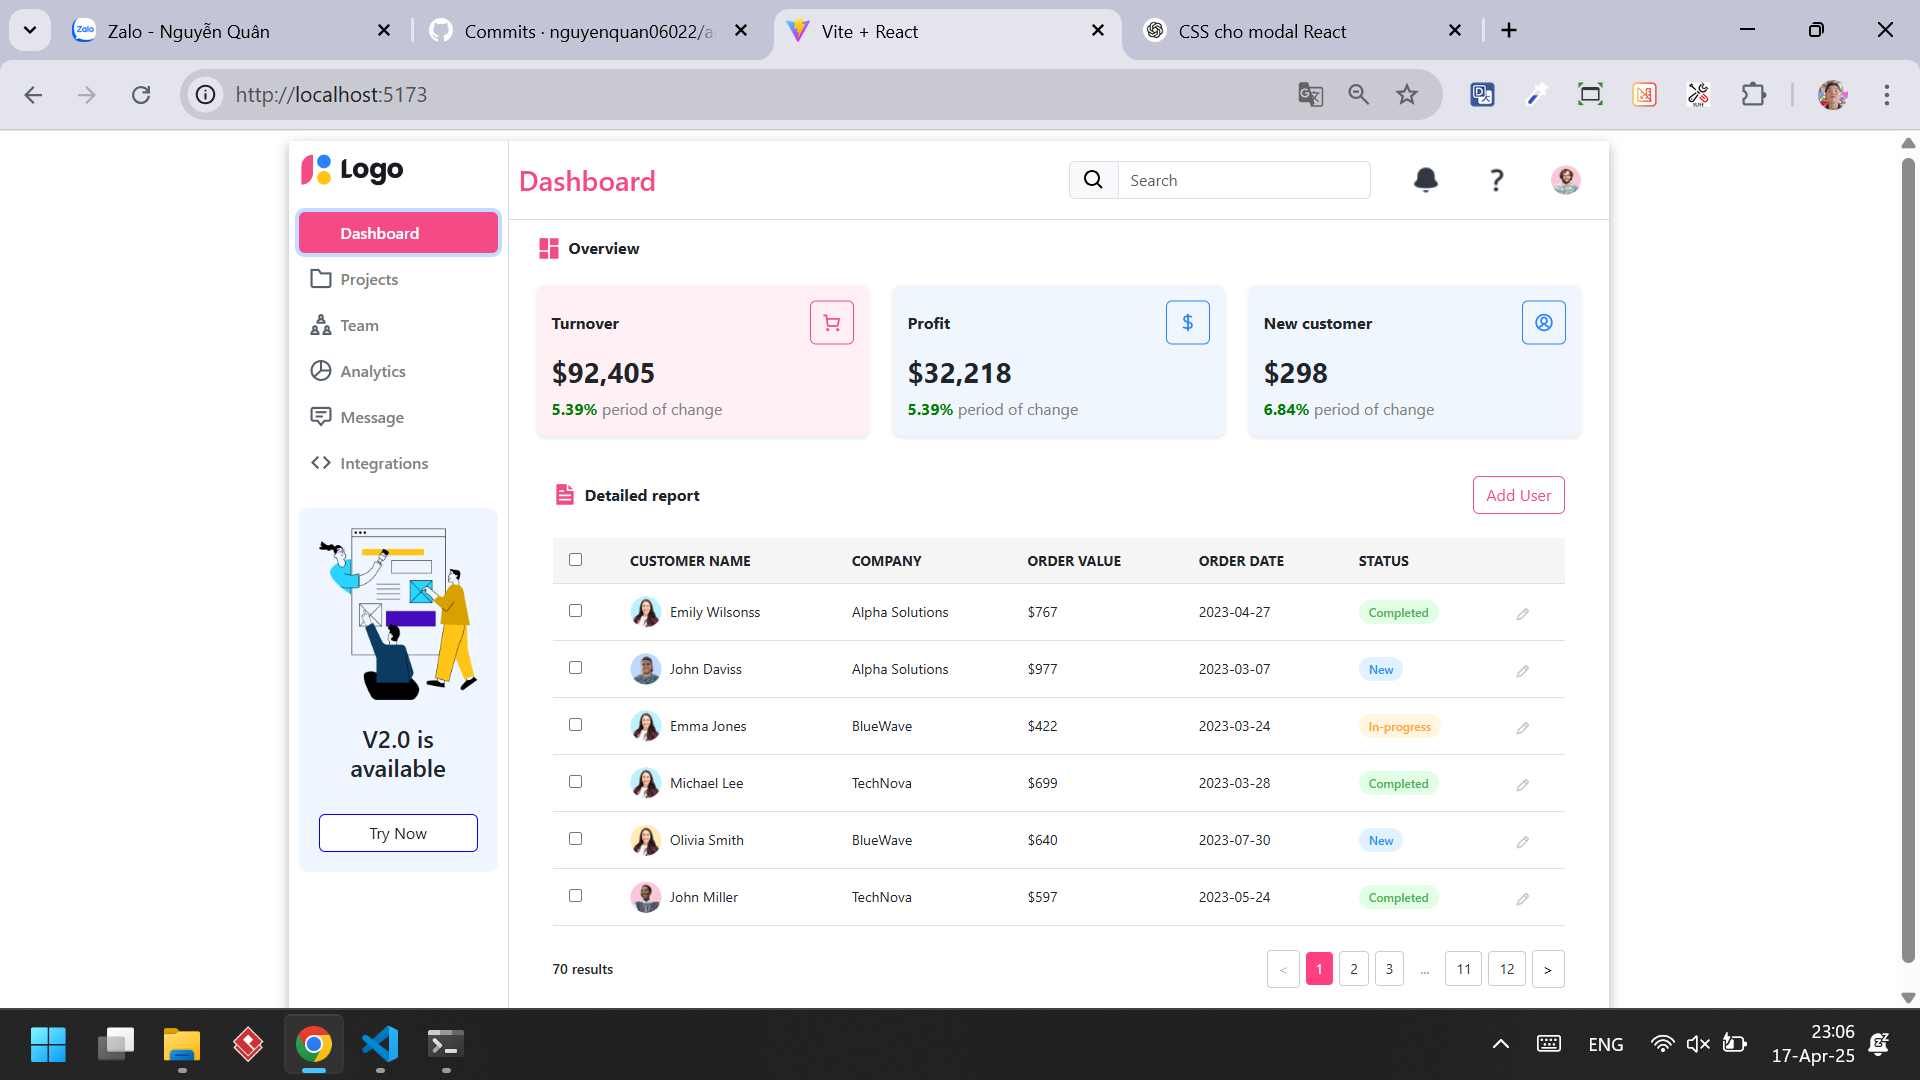 Zalo - Nguyễn Quân
Commits · nguyenquan06022/a
Vite + React
CSS cho modal React
http://localhost:5173
Logo
Dashboard
Projects
Team
Analytics
Message
Integrations
V2.0 is
available
Try Now
Dashboard
Search
Overview
Turnover
$92,405
5.39% period of change
Profit
$32,218
5.39% period of change
New customer
$298
6.84% period of change
Detailed report
Add User
CUSTOMER NAME COMPANY ORDER VALUE ORDER DATE STATUS
Emily Wilsonss Alpha Solutions $767 2023-04-27 Completed
John Daviss Alpha Solutions $977 2023-03-07 New
Emma Jones BlueWave $422 2023-03-24 In-progress
Michael Lee TechNova $699 2023-03-28 Completed
Olivia Smith BlueWave $640 2023-07-30 New
John Miller TechNova $597 2023-05-24 Completed
70 results
< 1 2 3 ... 11 12 >
ENG
23:06
17-Apr-25